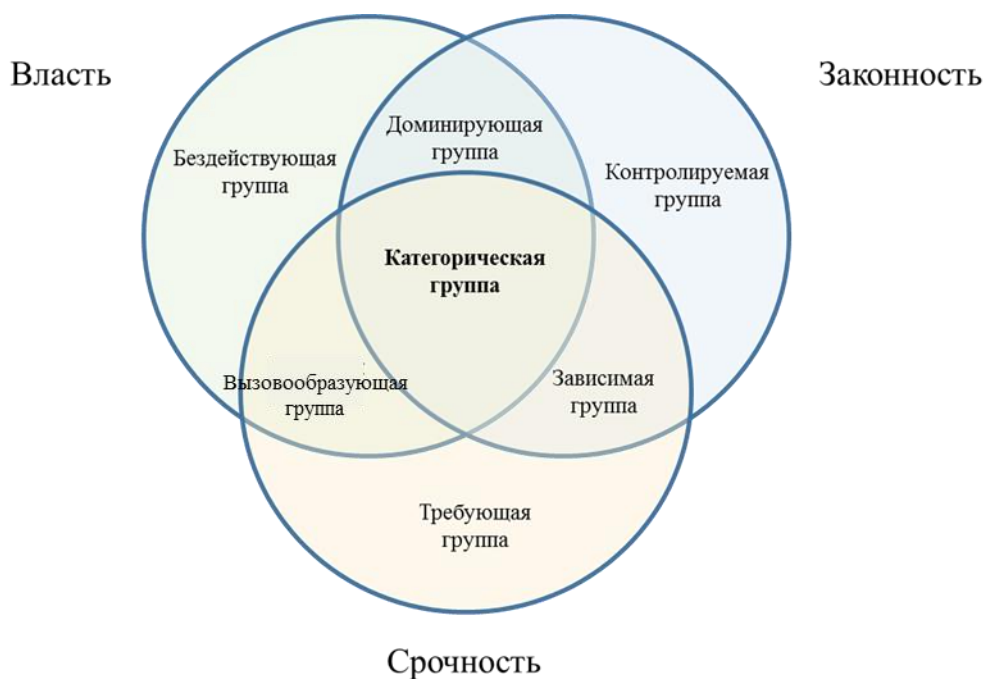 Власть
Законность
Доминирующая
группа
Бездействующая
группа
Контролируемая
группа
Категорическая
группа
Вызовообразующая
группа
Зависимая
группа
Требующая
группа
Срочность